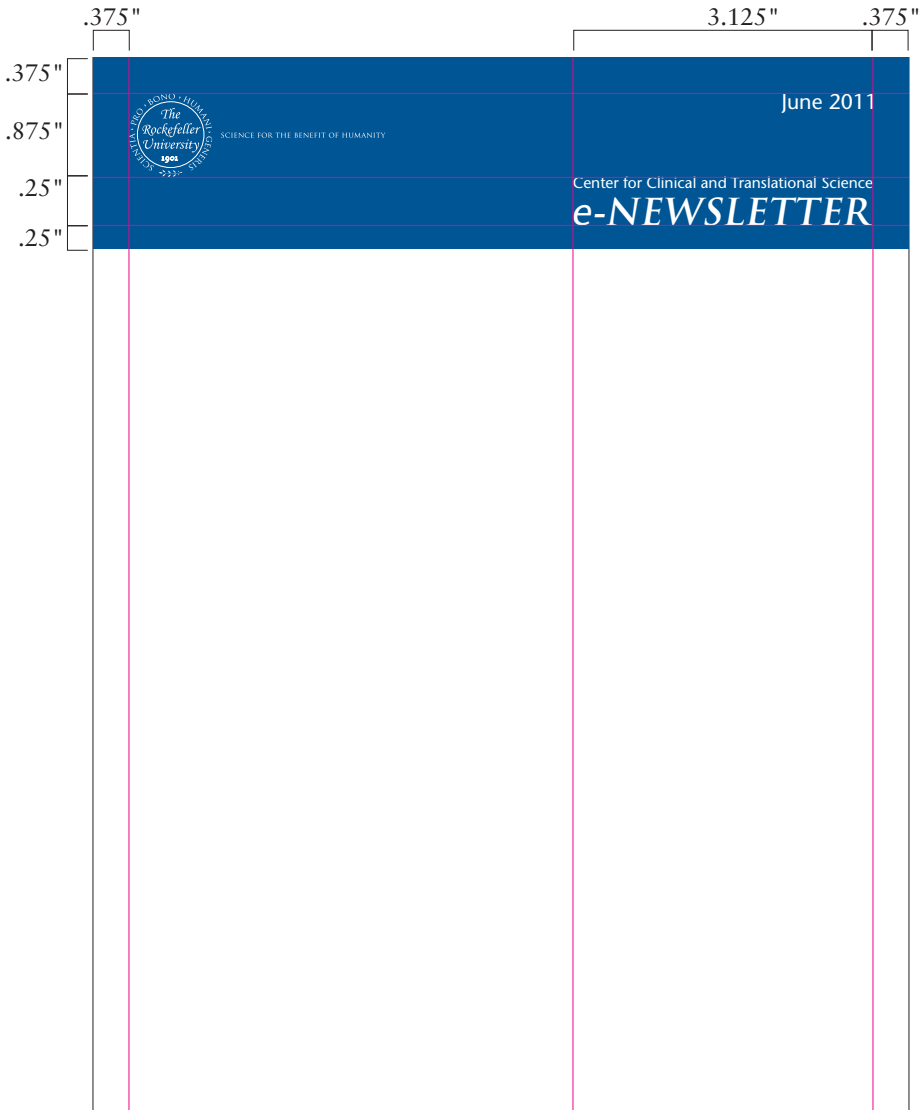 .375"
3.125"
.375"
.375"
.875"
.25"
.25"
SCIENTIA • PRO • BONO • HUMANI • GENERIS
The
Rockefeller
University
1901
SCIENCE FOR THE BENEFIT OF HUMANITY
June 2011
Center for Clinical and Translational Science
e-NEWSLETTER